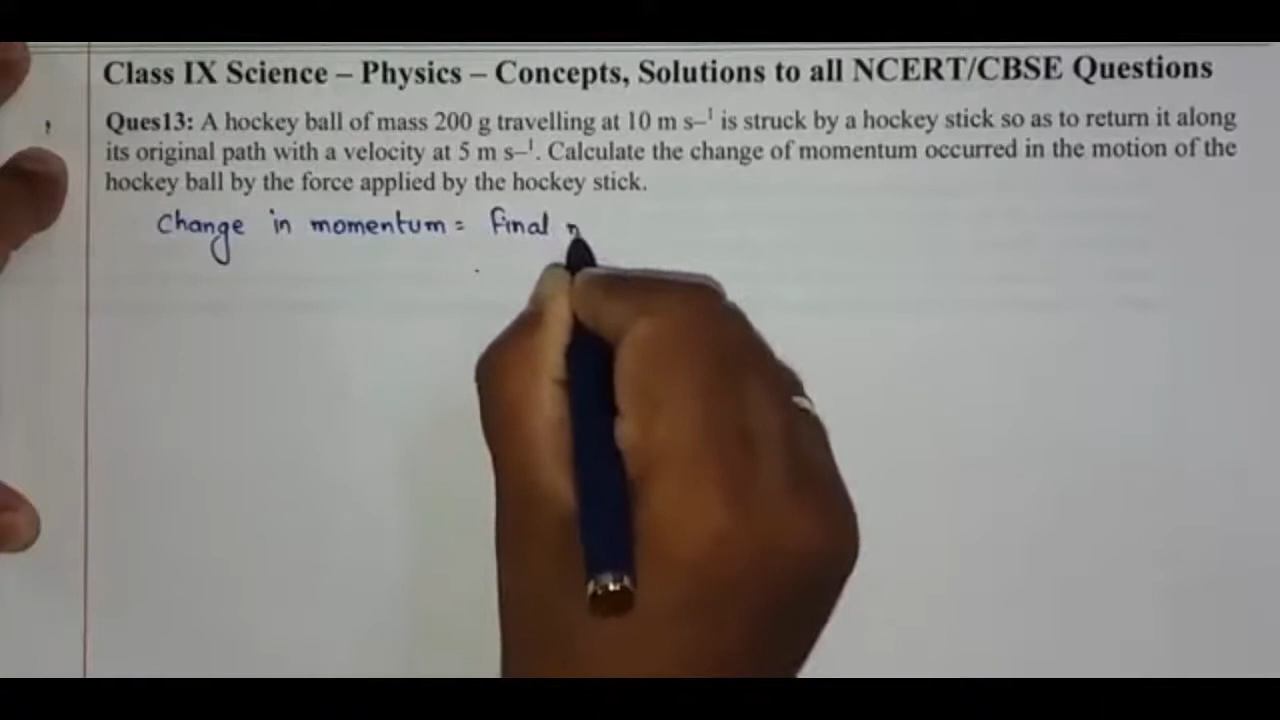 Class IX Science – Physics – Concepts, Solutions to all NCERT/CBSE Questions
Ques13: A hockey ball of mass 200 g travelling at 10 m s–¹ is struck by a hockey stick so as to return it along
its original path with a velocity at 5 m s–¹. Calculate the change of momentum occurred in the motion of the
hockey ball by the force applied by the hockey stick.
Change in momentum = Final